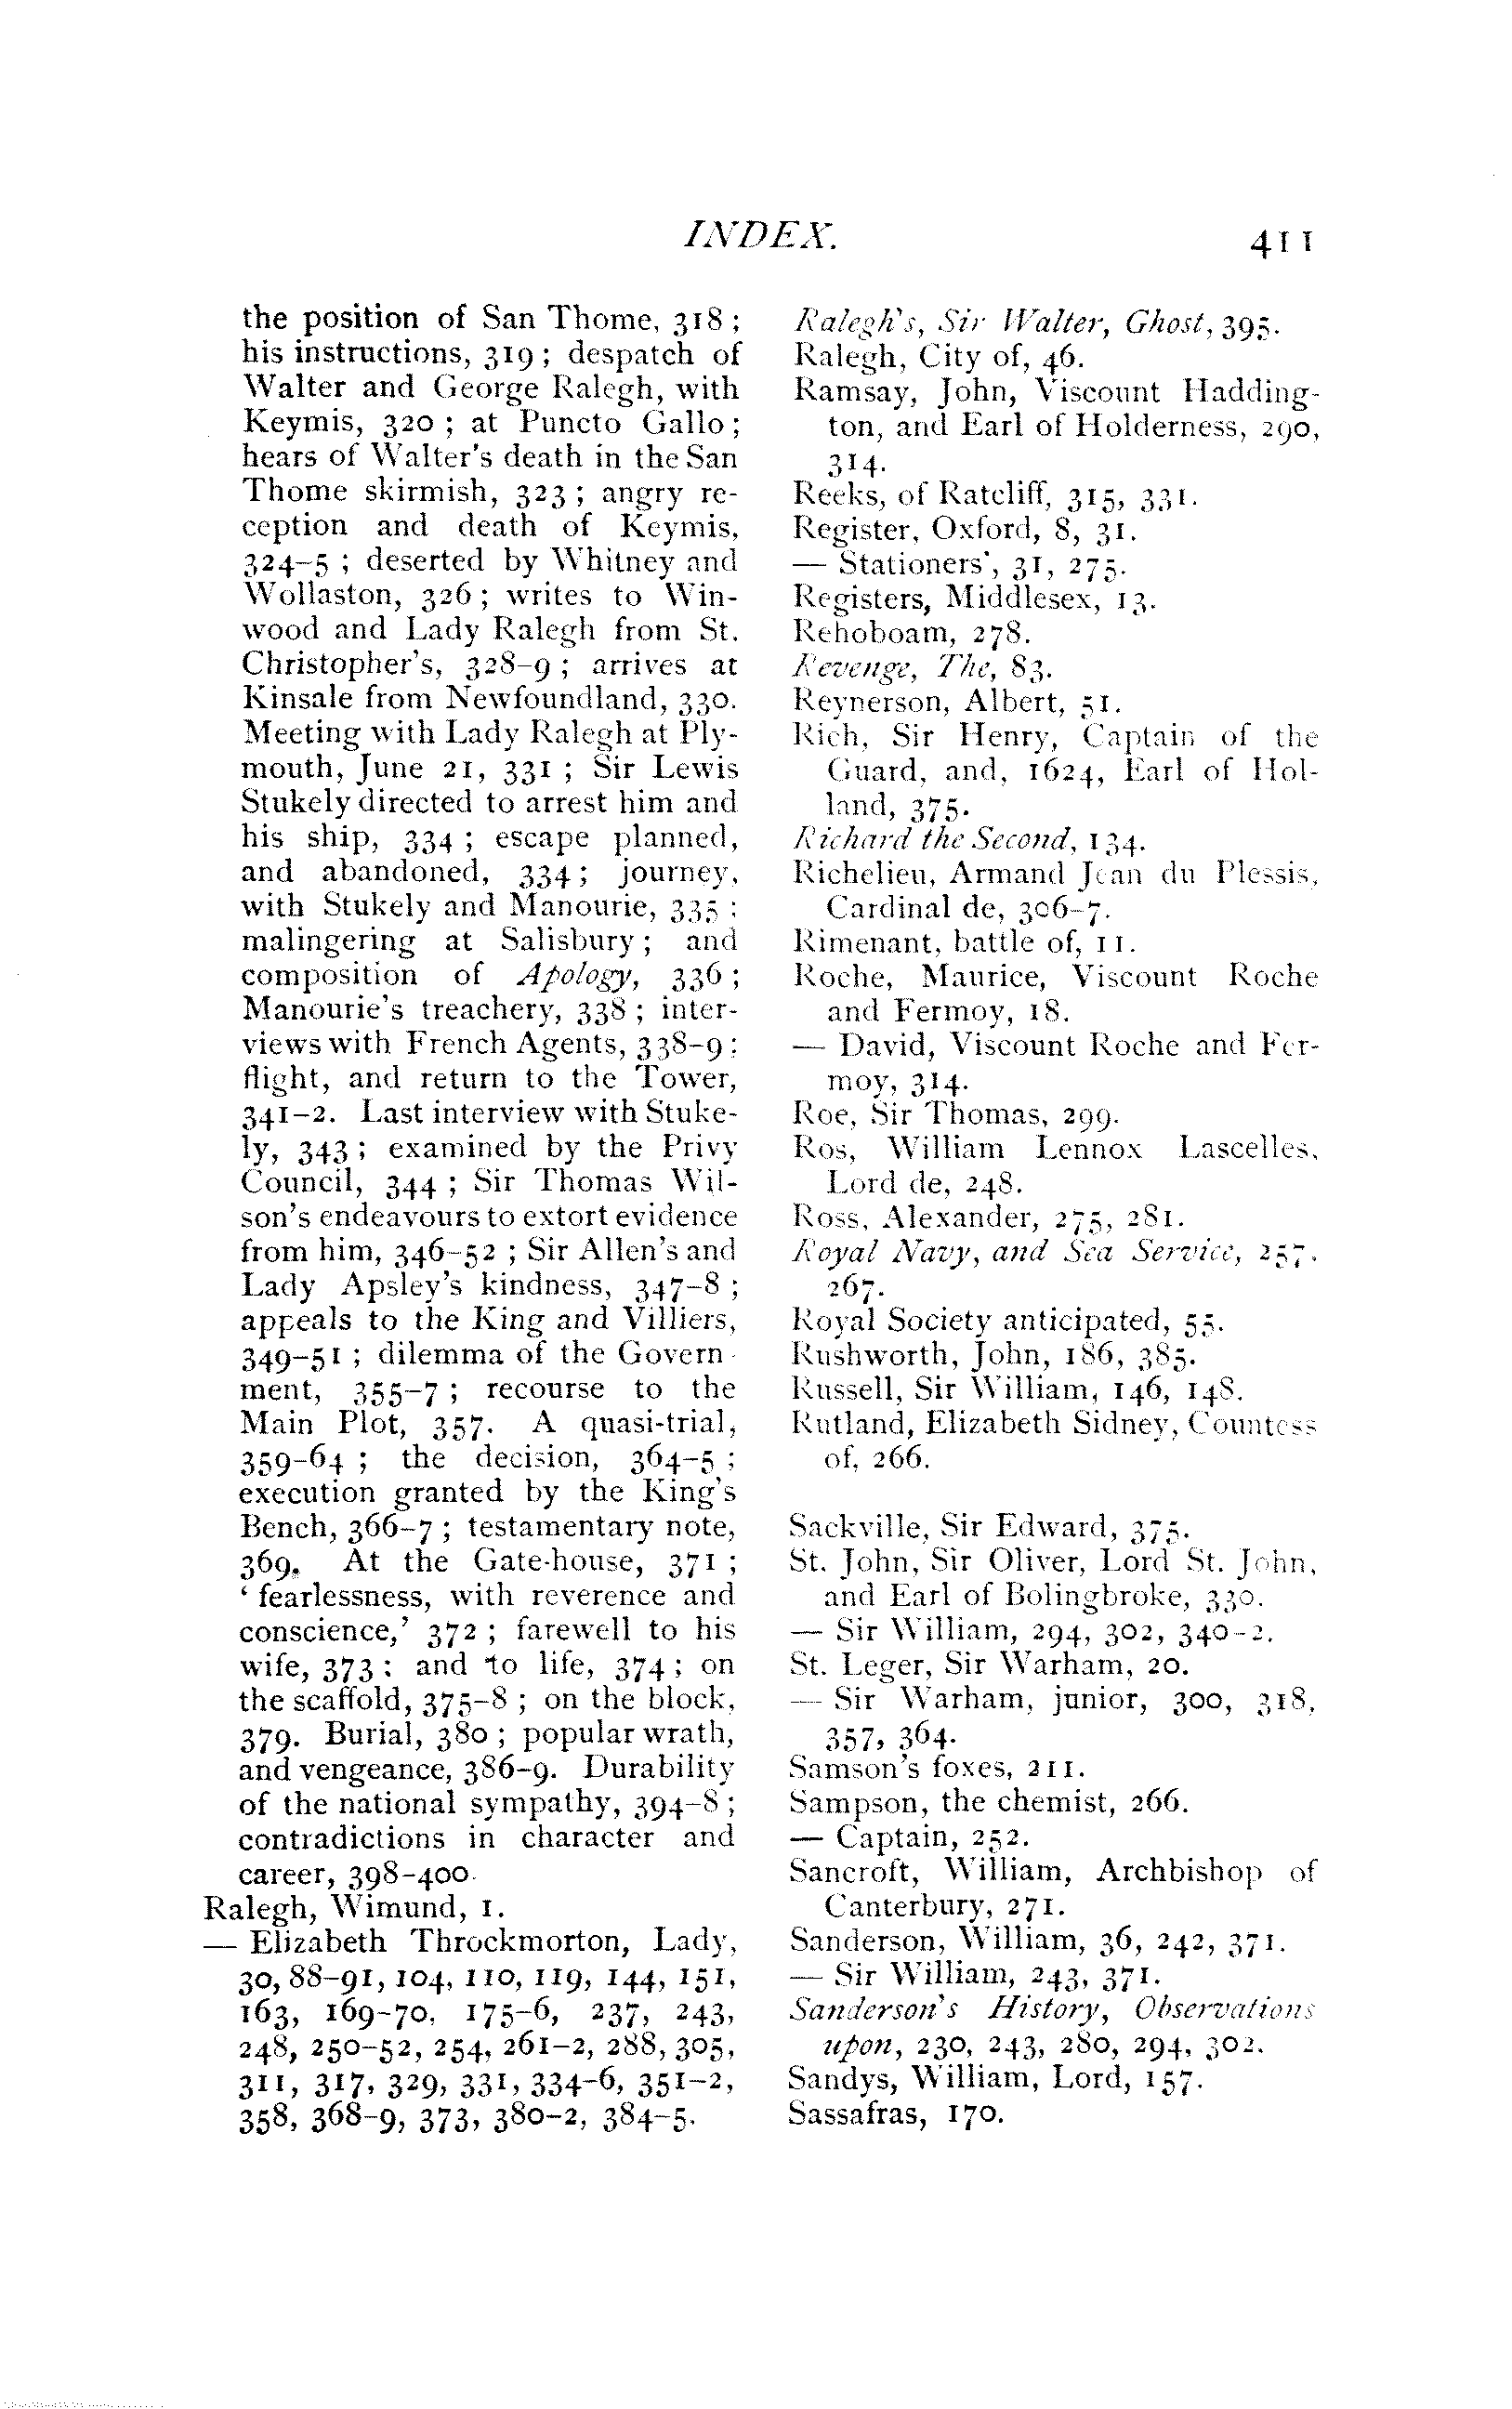 INDEX.
411
the position of San Thome, 318 ;
his instructions, 319 ; despatch of
Walter and George Ralegh, with
Keymis, 320 ; at Puncto Gallo ;
hears of Walter's death in the San
Thome skirmish, 323 ; angry re-
ception and death of Keymis,
324–5 ; deserted by Whitney and
Wollaston, 326 ; writes to Win-
wood and Lady Ralegh from St.
Christopher's, 328–9 ; arrives at
Kinsale from Newfoundland, 330.
Meeting with Lady Ralegh at Ply-
mouth, June 21, 331 ; Sir Lewis
Stukely directed to arrest him and
his ship, 334 ; escape planned,
and abandoned, 334 ; journey,
with Stukely and Manourie, 335 ;
malingering at Salisbury ; and
composition of Apology, 336 ;
Manourie's treachery, 338 ; inter-
views with French Agents, 338–9 ;
flight, and return to the Tower,
341–2. Last interview with Stuke-
ly, 343 ; examined by the Privy
Council, 344 ; Sir Thomas Wil-
son's endeavours to extort evidence
from him, 346–52 ; Sir Allen's and
Lady Apsley's kindness, 347–8 ;
appeals to the King and Villiers,
349–51 ; dilemma of the Govern-
ment, 355–7 ; recourse to the
Main Plot, 357. A quasi-trial,
359–64 ; the decision, 364–5 ;
execution granted by the King's
Bench, 366–7 ; testamentary note,
369. At the Gate-house, 371 ;
‘ fearlessness, with reverence and
conscience,’ 372 ; farewell to his
wife, 373 ; and to life, 374 ; on
the scaffold, 375–8 ; on the block,
379. Burial, 380 ; popular wrath,
and vengeance, 386–9. Durability
of the national sympathy, 394–8 ;
contradictions in character and
career, 398–400.
Ralegh, Wimund, 1.
— Elizabeth Throckmorton, Lady,
30, 88–91, 104, 110, 119, 144, 151,
163, 169–70, 175–6, 237, 243,
248, 250–52, 254, 261–2, 288, 305,
311, 317, 329, 331, 334–6, 351–2,
358, 368–9, 373, 380–2, 384–5.
Ralegh's, Sir Walter, Ghost, 395.
Ralegh, City of, 46.
Ramsay, John, Viscount Hadding-
ton, and Earl of Holderness, 290,
314.
Reeks, of Ratcliff, 315, 331.
Register, Oxford, 8, 31.
— Stationers', 31, 275.
Registers, Middlesex, 13.
Rehoboam, 278.
Revenge, The, 83.
Reynerson, Albert, 51.
Rich, Sir Henry, Captain of the
Guard, and, 1624, Earl of Hol-
land, 375.
Richard the Second, 134.
Richelieu, Armand Jean du Plessis,
Cardinal de, 306–7.
Rimenant, battle of, 11.
Roche, Maurice, Viscount Roche
and Fermoy, 18.
— David, Viscount Roche and Fer-
moy, 314.
Roe, Sir Thomas, 299.
Ros, William Lennox Lascelles,
Lord de, 248.
Ross, Alexander, 275, 281.
Royal Navy, and Sea Service, 257,
267.
Royal Society anticipated, 55.
Rushworth, John, 186, 385.
Russell, Sir William, 146, 148.
Rutland, Elizabeth Sidney, Countess
of, 266.
Sackville, Sir Edward, 375.
St. John, Sir Oliver, Lord St. John,
and Earl of Bolingbroke, 330.
— Sir William, 294, 302, 340–2.
St. Leger, Sir Warham, 20.
— Sir Warham, junior, 300, 318,
357, 364.
Samson's foxes, 211.
Sampson, the chemist, 266.
— Captain, 252.
Sancroft, William, Archbishop of
Canterbury, 271.
Sanderson, William, 36, 242, 371.
— Sir William, 243, 371.
Sanderson's History, Observations
upon, 230, 243, 280, 294, 302.
Sandys, William, Lord, 157.
Sassafras, 170.